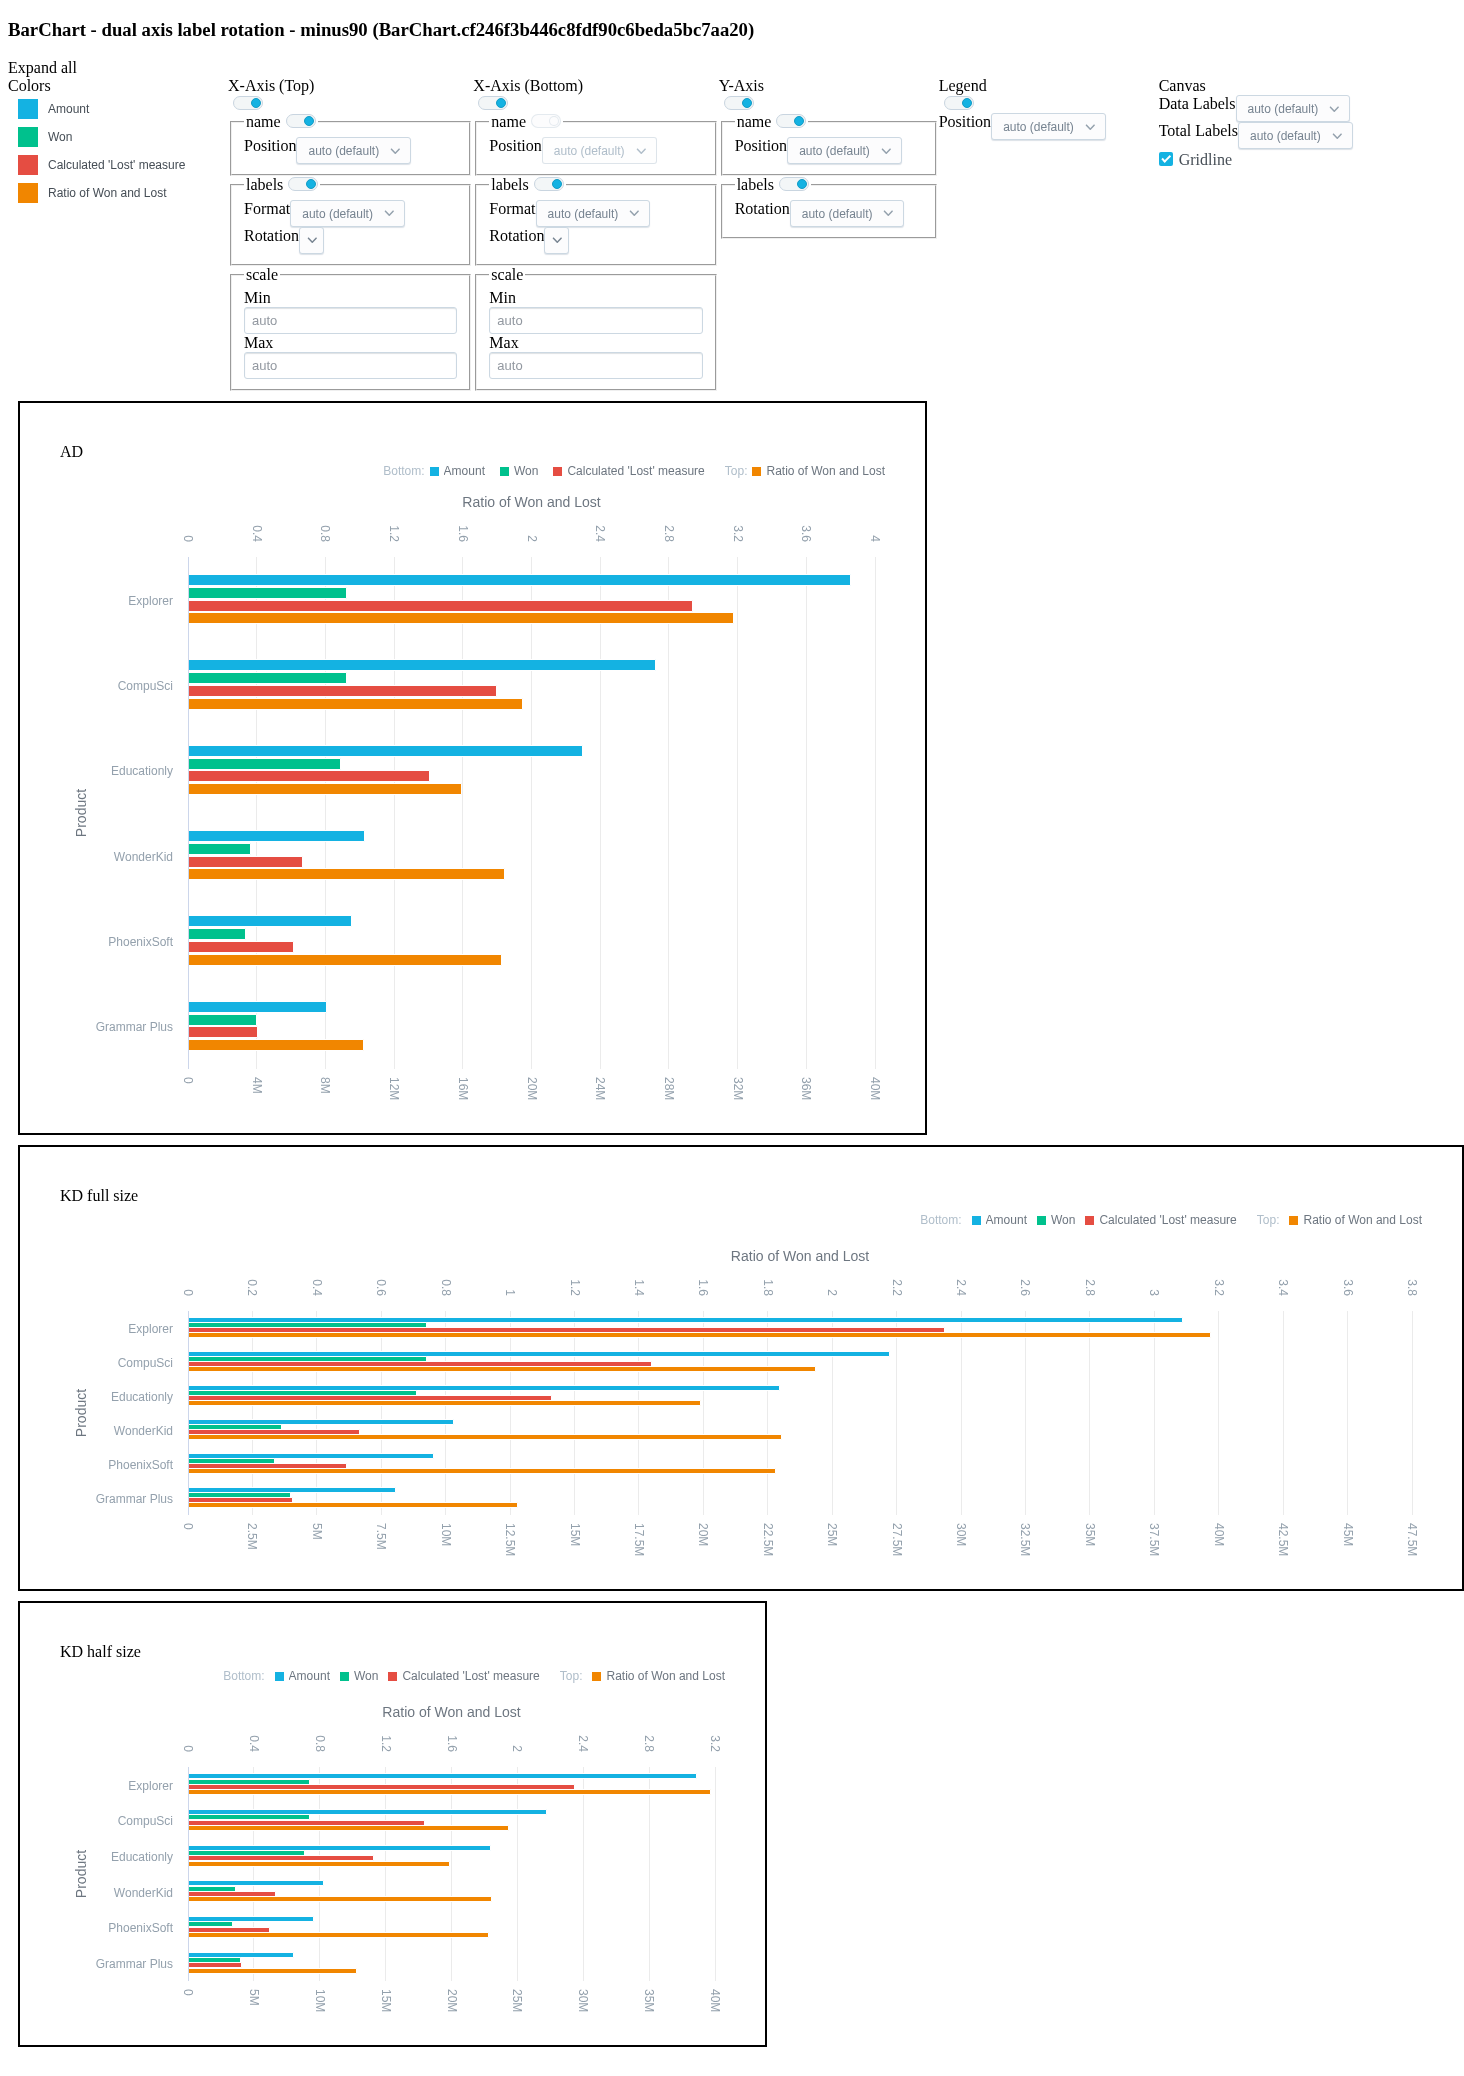 BarChart - dual axis label rotation - minus90 (BarChart.cf246f3b446c8fdf90c6beda5bc7aa20)
Expand all
Colors
Amount
Won
Calculated 'Lost' measure
Ratio of Won and Lost
X-Axis (Top)
name
Position auto (default)
labels
Format auto (default)
Rotation
scale
Min
auto
Max
auto
X-Axis (Bottom)
name
Position auto (default)
labels
Format auto (default)
Rotation
scale
Min
auto
Max
auto
Y-Axis
name
Position auto (default)
labels
Rotation auto (default)
Legend
Position auto (default)
Canvas
Data Labels auto (default)
Total Labels auto (default)
Gridline
AD
Bottom: Amount Won Calculated 'Lost' measure Top: Ratio of Won and Lost
Ratio of Won and Lost
0 0.4 0.8 1.2 1.6 2 2.4 2.8 3.2 3.6 4
Product
Explorer
CompuSci
Educationly
WonderKid
PhoenixSoft
Grammar Plus
0 4M 8M 12M 16M 20M 24M 28M 32M 36M 40M
KD full size
Bottom: Amount Won Calculated 'Lost' measure Top: Ratio of Won and Lost
Ratio of Won and Lost
0 0.2 0.4 0.6 0.8 1 1.2 1.4 1.6 1.8 2 2.2 2.4 2.6 2.8 3 3.2 3.4 3.6 3.8
Product
Explorer
CompuSci
Educationly
WonderKid
PhoenixSoft
Grammar Plus
0 2.5M 5M 7.5M 10M 12.5M 15M 17.5M 20M 22.5M 25M 27.5M 30M 32.5M 35M 37.5M 40M 42.5M 45M 47.5M
KD half size
Bottom: Amount Won Calculated 'Lost' measure Top: Ratio of Won and Lost
Ratio of Won and Lost
0 0.4 0.8 1.2 1.6 2 2.4 2.8 3.2
Product
Explorer
CompuSci
Educationly
WonderKid
PhoenixSoft
Grammar Plus
0 5M 10M 15M 20M 25M 30M 35M 40M